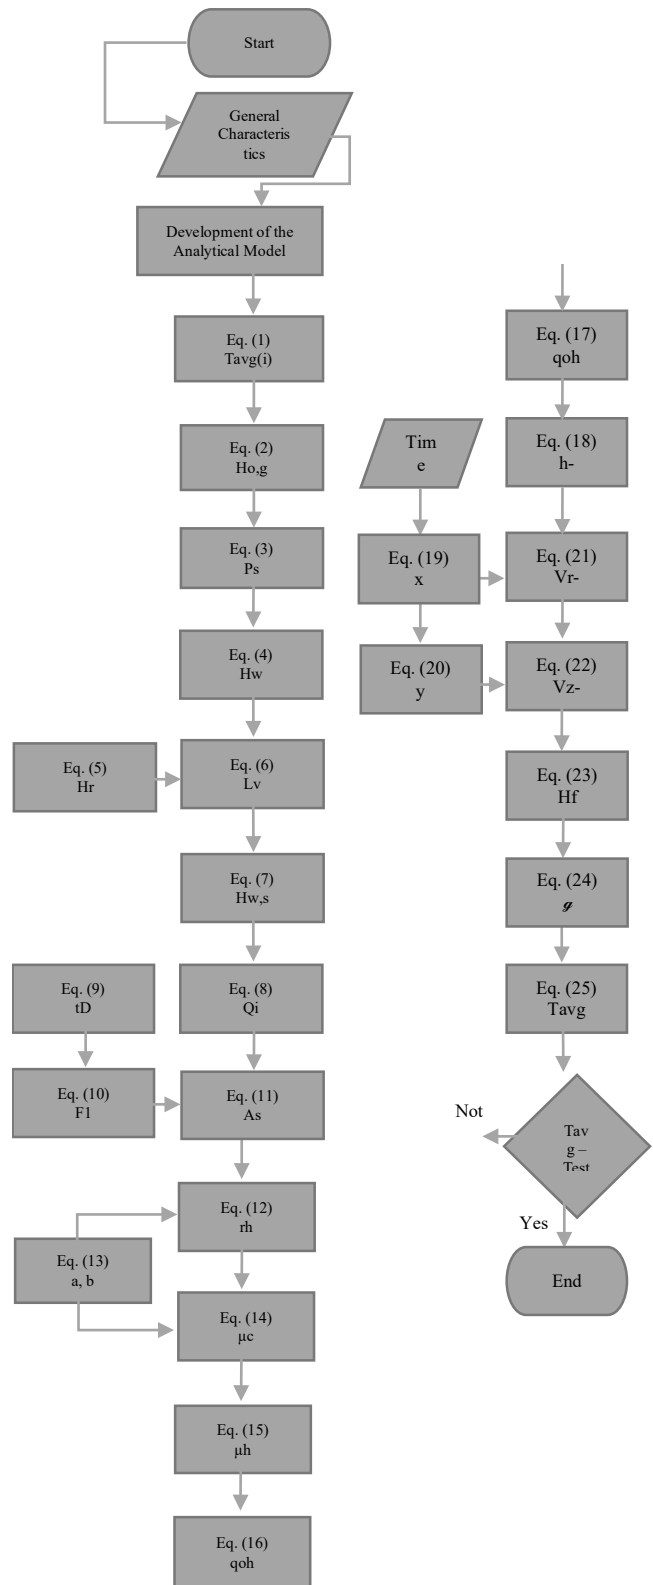 Start
General
Characteris
tics
Development of the
Analytical Model
Eq. (1)
Tavg(i)
Eq. (2)
Ho,g
Eq. (3)
Ps
Eq. (4)
Hw
Eq. (5)
Hr
Eq. (6)
Lv
Eq. (7)
Hw,s
Eq. (9)
tD
Eq. (8)
Qi
Eq. (10)
F1
Eq. (11)
As
Eq. (12)
rh
Eq. (13)
a, b
Eq. (14)
µc
Eq. (15)
µh
Eq. (16)
qoh
Eq. (17)
qoh
Eq. (18)
h-
Tim
e
Eq. (19)
x
Eq. (21)
Vr-
Eq. (20)
y
Eq. (22)
Vz-
Eq. (23)
Hf
Eq. (24)
ℊ
Eq. (25)
Tavg
Not
Tav
g –
Test
Yes
End